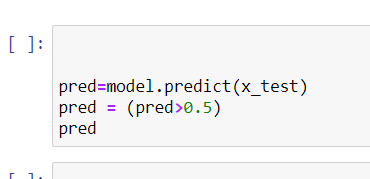 [ ]:
pred=model.predict(x_test)
pred = (pred>0.5)
pred